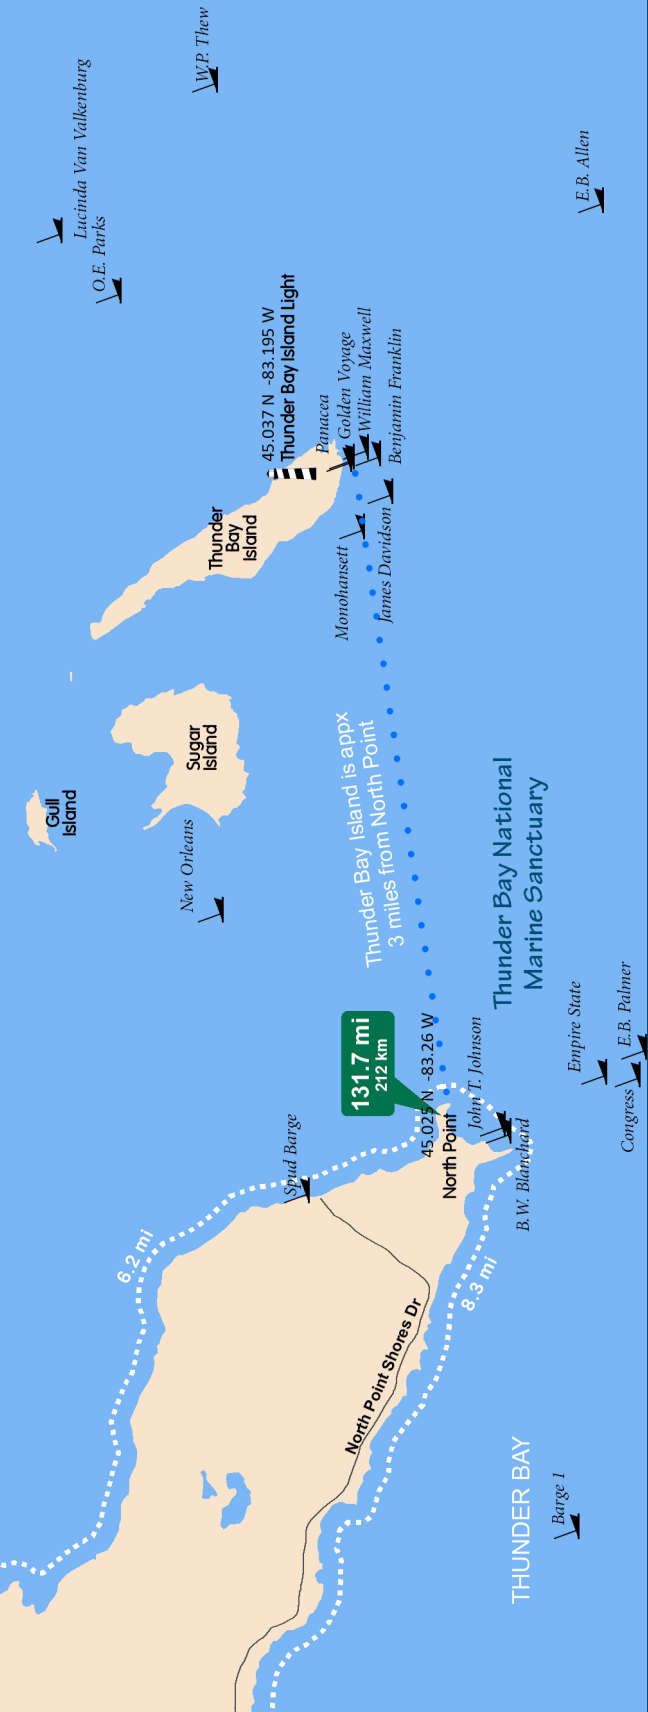 Gull
Island
Lucinda Van Valkenburg
O.E. Parks
W.P. Thew
Sugar
Island
New Orleans
Thunder
Bay
Island
45.037 N -83.195 W
Thunder Bay Island Light
Panacea
Golden Voyage
William Maxwell
Benjamin Franklin
Monohansett
James Davidson
E.B. Allen
Thunder Bay Island is appx
3 miles from North Point
Thunder Bay National
Marine Sanctuary
6.2 mi
Spud Barge
131.7 mi
212 km
45.025 N -83.26 W
North Point
John T. Johnson
B.W. Blanchard
Empire State
E.B. Palmer
Congress
North Point Shores Dr
8.3 mi
THUNDER BAY
Barge 1